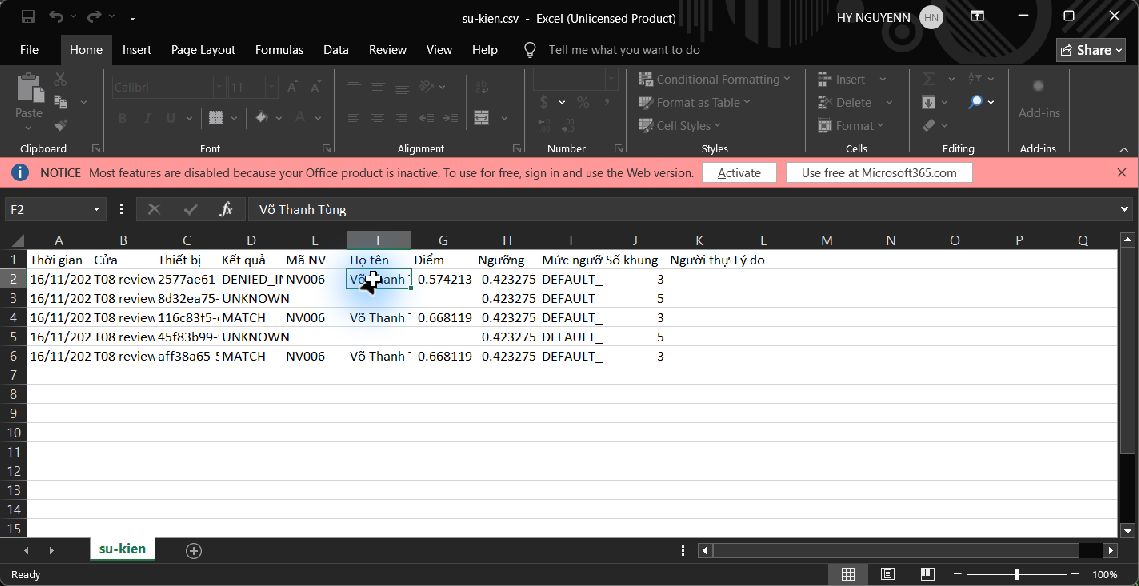 su-kien.csv - Excel (Unlicensed Product) HY NGUYENN HN
File Home Insert Page Layout Formulas Data Review View Help Tell me what you want to do Share
Paste Calibri 11 Conditional Formatting Insert
Format as Table Delete Add-ins
Cell Styles Format
Clipboard Font Alignment Number Styles Cells Editing Add-ins
NOTICE Most features are disabled because your Office product is inactive. To use for free, sign in and use the Web version. Activate Use free at Microsoft365.com
F2 fx Võ Thanh Tùng
A B C D E F G H I J K L M N O P Q
1 Thời gian Cửa Thiết bị Kết quả Mã NV Họ tên Điểm Ngưỡng Mức ngưỡ Số khung Người thự Lý do
2 16/11/202 T08 review 2577ae61- DENIED_IN NV006 Võ Thanh T 0.574213 0.423275 DEFAULT_ 3
3 16/11/202 T08 review 8d32ea75- UNKNOWN 0.423275 DEFAULT_ 5
4 16/11/202 T08 review 116c83f5- MATCH NV006 Võ Thanh T 0.668119 0.423275 DEFAULT_ 3
5 16/11/202 T08 review 45f83b99- UNKNOWN 0.423275 DEFAULT_ 5
6 16/11/202 T08 review aff38a65- MATCH NV006 Võ Thanh T 0.668119 0.423275 DEFAULT_ 3
7
8
9
10
11
12
13
14
15
su-kien
Ready 100%